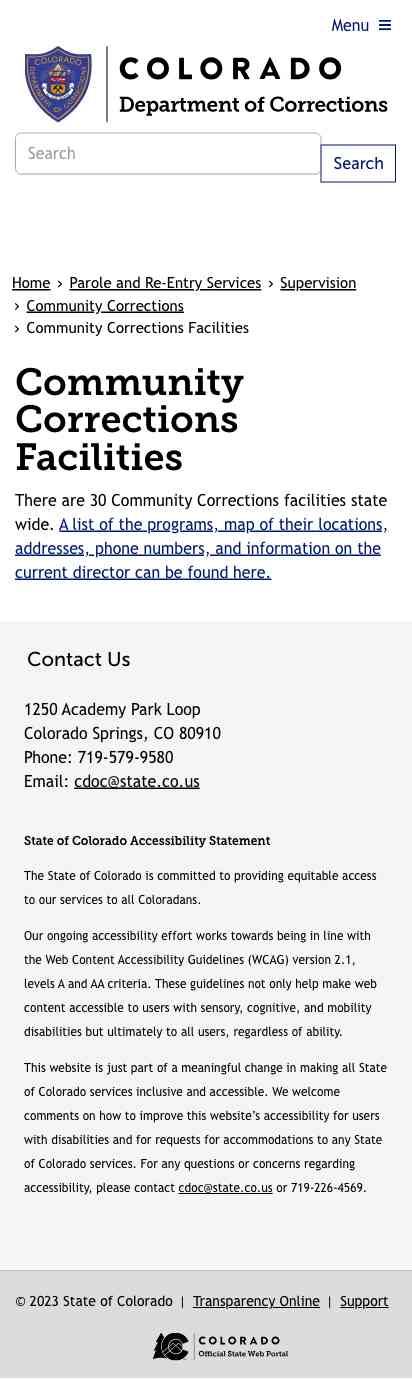 Menu
COLORADO
Department of Corrections
COLORADO
DEPARTMENT OF CORRECTIONS
Search
Search
Home › Parole and Re-Entry Services › Supervision
› Community Corrections
› Community Corrections Facilities
Community
Corrections
Facilities
There are 30 Community Corrections facilities state
wide. A list of the programs, map of their locations,
addresses, phone numbers, and information on the
current director can be found here.
Contact Us
1250 Academy Park Loop
Colorado Springs, CO 80910
Phone: 719-579-9580
Email: cdoc@state.co.us
State of Colorado Accessibility Statement
The State of Colorado is committed to providing equitable access
to our services to all Coloradans.
Our ongoing accessibility effort works towards being in line with
the Web Content Accessibility Guidelines (WCAG) version 2.1,
levels A and AA criteria. These guidelines not only help make web
content accessible to users with sensory, cognitive, and mobility
disabilities but ultimately to all users, regardless of ability.
This website is just part of a meaningful change in making all State
of Colorado services inclusive and accessible. We welcome
comments on how to improve this website’s accessibility for users
with disabilities and for requests for accommodations to any State
of Colorado services. For any questions or concerns regarding
accessibility, please contact cdoc@state.co.us or 719-226-4569.
© 2023 State of Colorado | Transparency Online | Support
COLORADO
Official State Web Portal